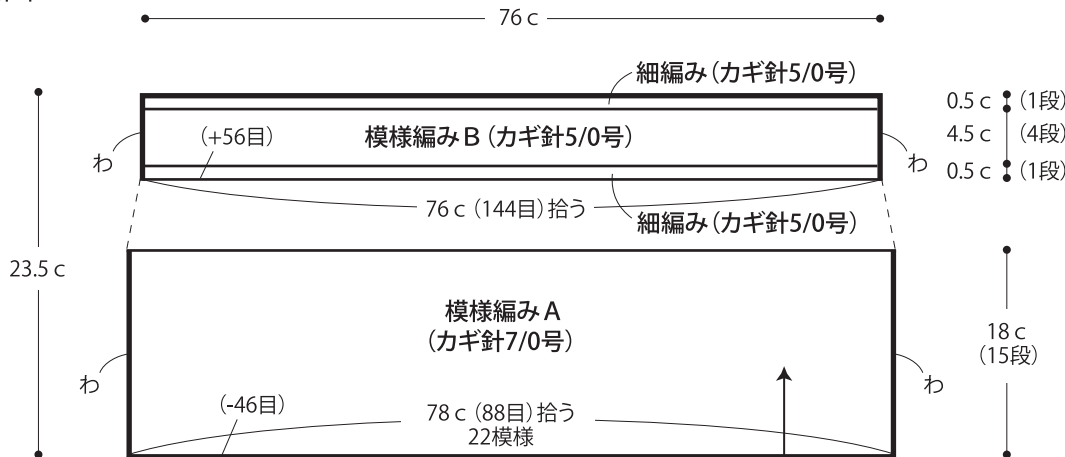 76 c
細編み(カギ針5/0号)
0.5 c (1段)
(+56目)
模様編み B (カギ針5/0号)
4.5 c (4段)
わ
わ
0.5 c (1段)
76 c (144目) 拾う
細編み(カギ針5/0号)
23.5 c
模様編み A
(カギ針7/0号)
18 c
(15段)
わ
わ
(-46目)
78 c (88目) 拾う
22模様